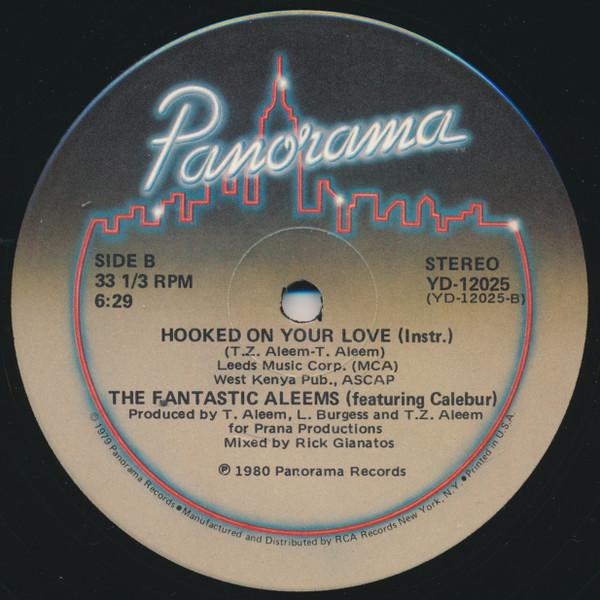 Panorama
SIDE B
33 1/3 RPM
6:29
STEREO
YD-12025
(YD-12025-B)
HOOKED ON YOUR LOVE (Instr.)
(T.Z. Aleem-T. Aleem)
Leeds Music Corp. (MCA)
West Kenya Pub., ASCAP
THE FANTASTIC ALEEMS (featuring Calebur)
Produced by T. Aleem, L. Burgess and T.Z. Aleem
for Prana Productions
Mixed by Rick Gianatos
℗ 1980 Panorama Records
© 1979 Panorama Records ● Manufactured and Distributed by RCA Records New York, N.Y. ● Printed in U.S.A.